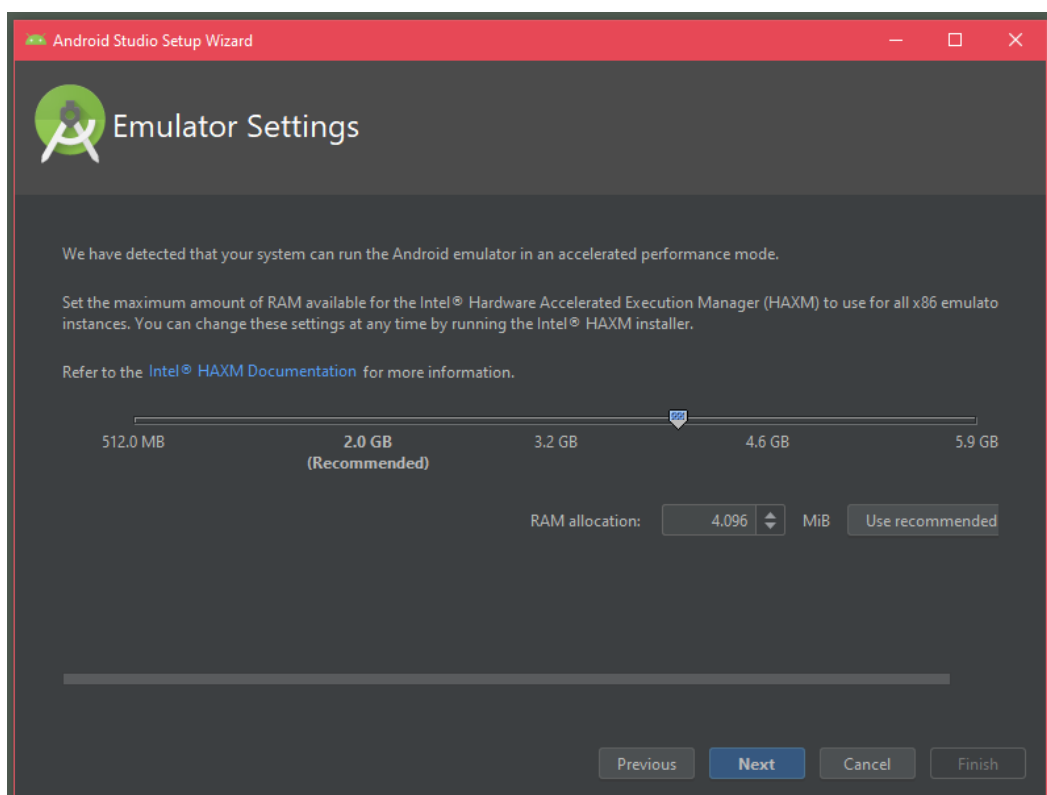 Android Studio Setup Wizard
Emulator Settings
We have detected that your system can run the Android emulator in an accelerated performance mode.
Set the maximum amount of RAM available for the Intel® Hardware Accelerated Execution Manager (HAXM) to use for all x86 emulato
instances. You can change these settings at any time by running the Intel® HAXM installer.
Refer to the Intel® HAXM Documentation for more information.
512.0 MB 2.0 GB 3.2 GB 4.6 GB 5.9 GB
(Recommended)
RAM allocation: 4.096 MiB Use recommended
Previous Next Cancel Finish